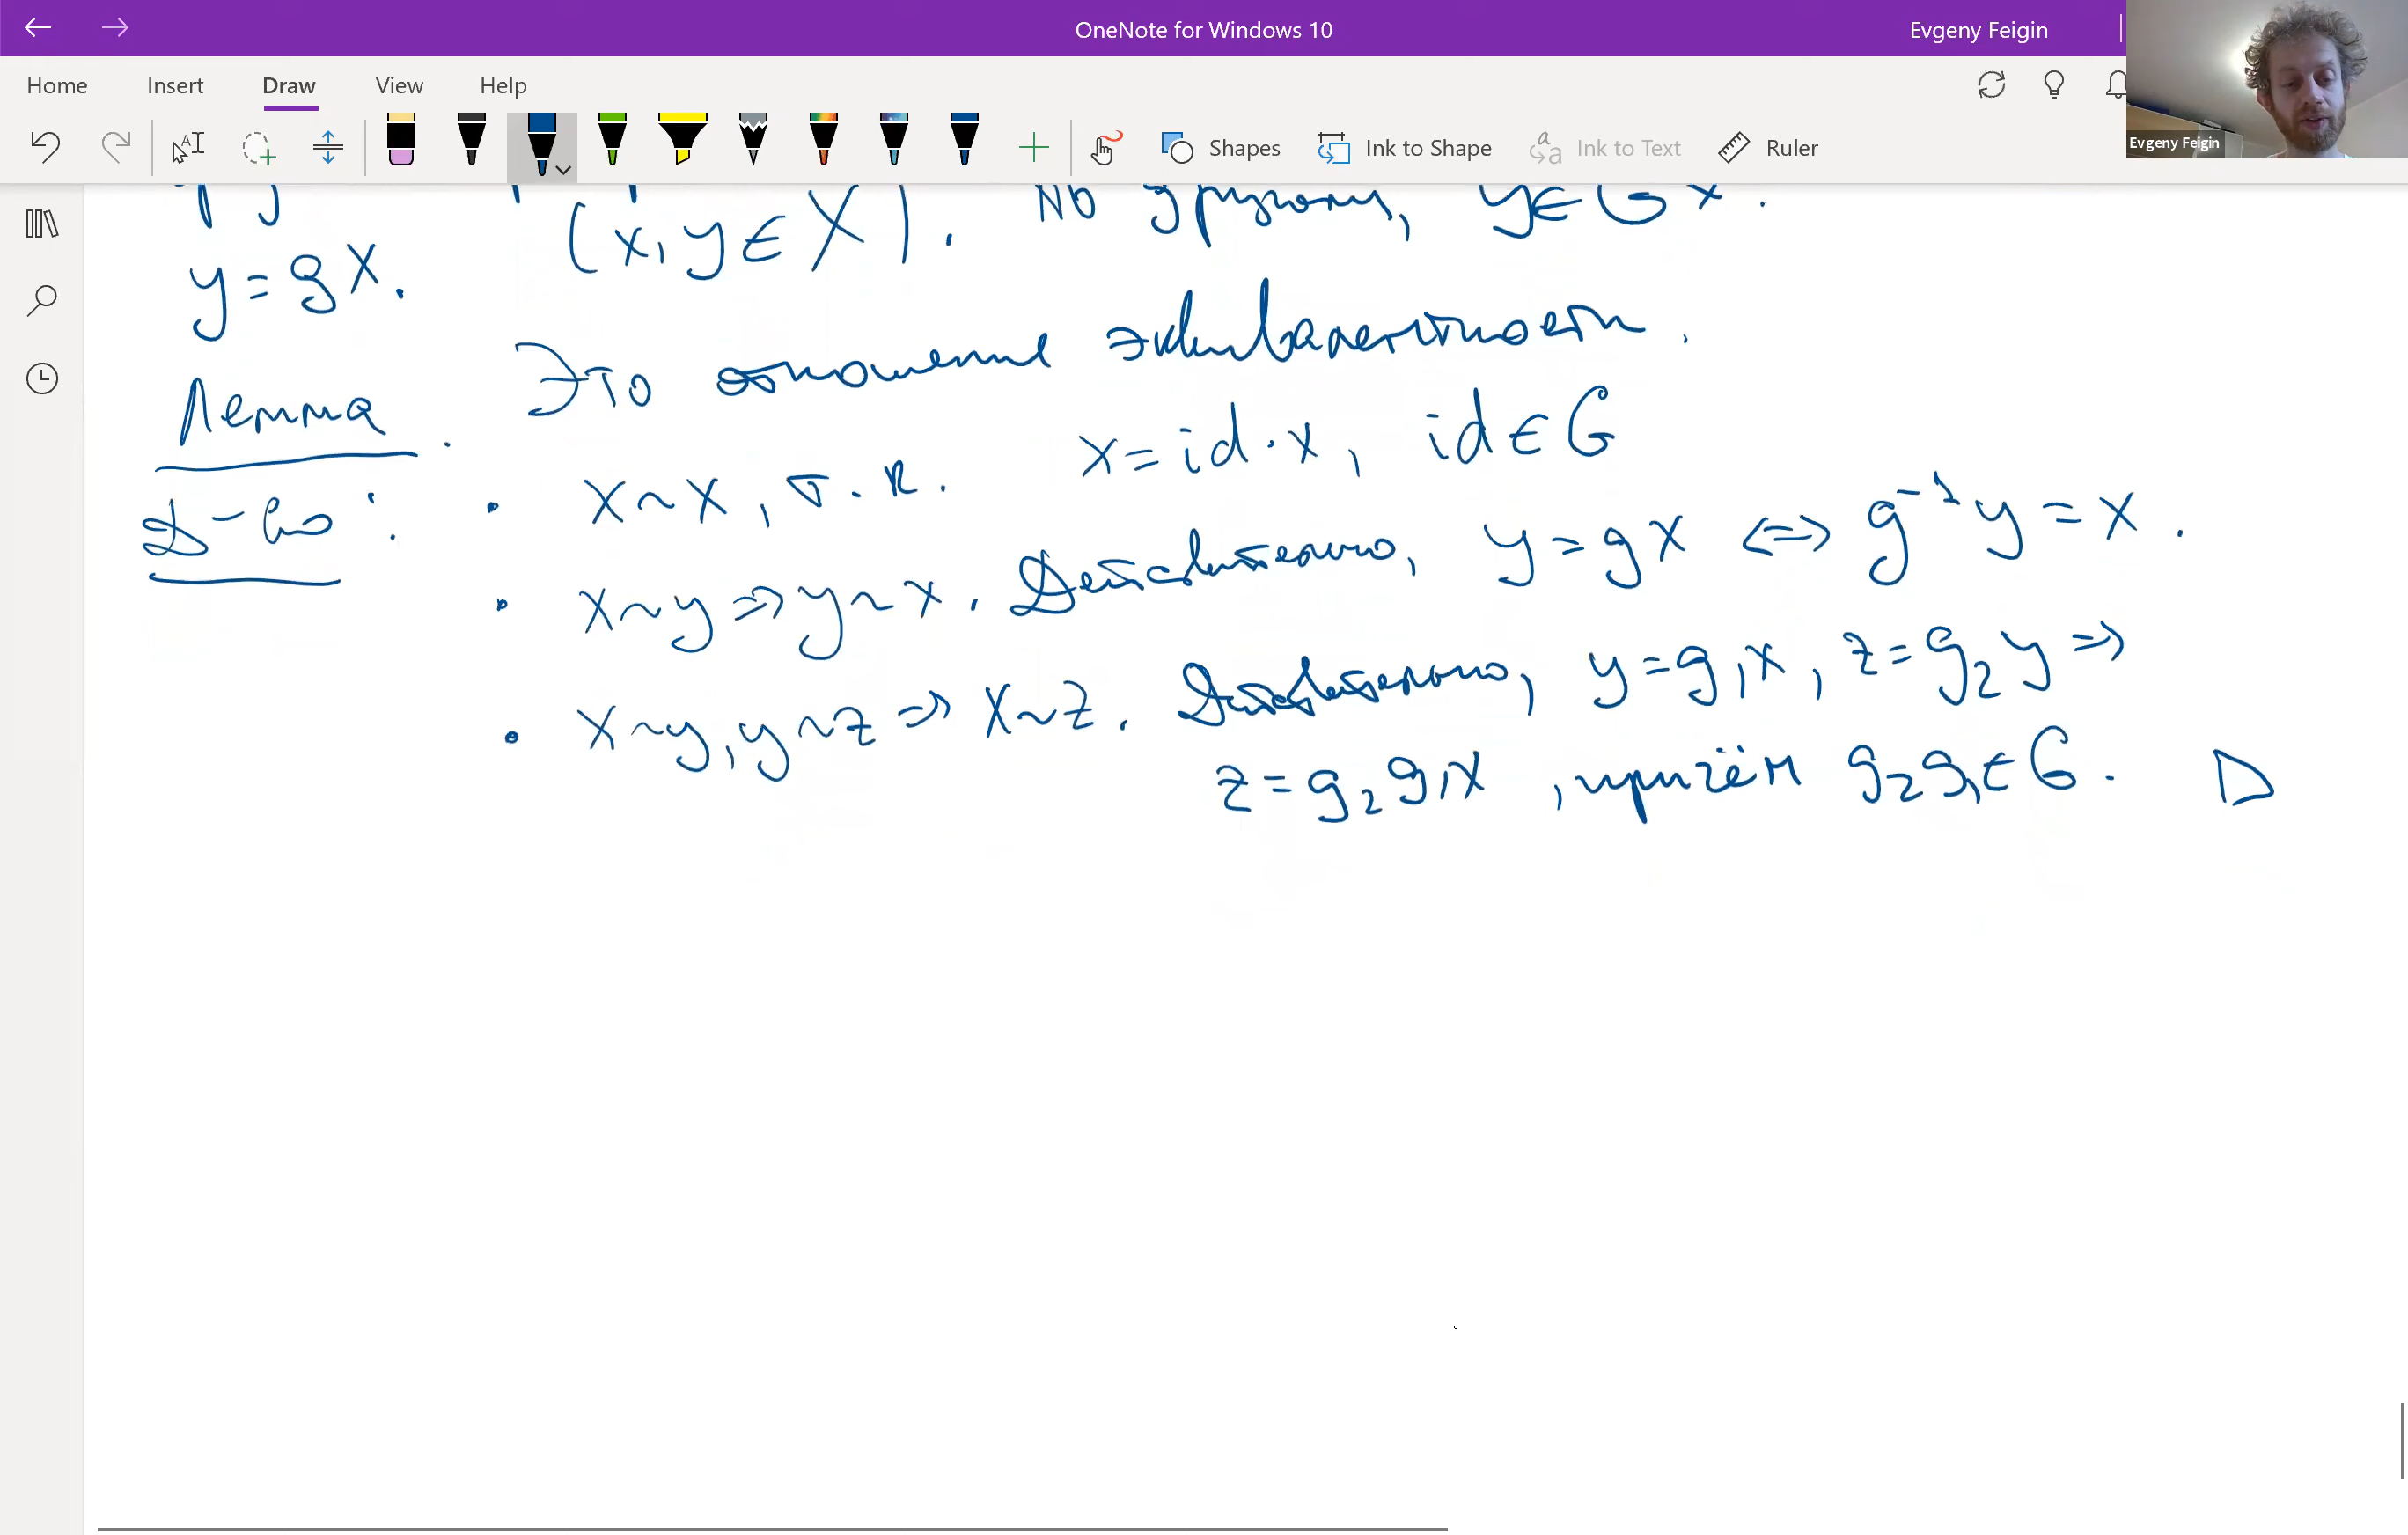 OneNote for Windows 10
Evgeny Feigin
Home Insert Draw View Help
Shapes Ink to Shape Ink to Text Ruler
Evgeny Feigin
(x, y ∈ X). По другому, y ∈ Gx.
y = gx.
Лемма. Это отношение эквивалентности.
Д-во: • x ~ x, т.к. x = id · x, id ∈ G
• x ~ y ⇒ y ~ x. Действительно, y = gx ⇔ g⁻¹y = x.
• x ~ y, y ~ z ⇒ x ~ z. Действительно, y = g₁x, z = g₂y ⇒
z = g₂g₁x, причём g₂g₁ ∈ G. ▷